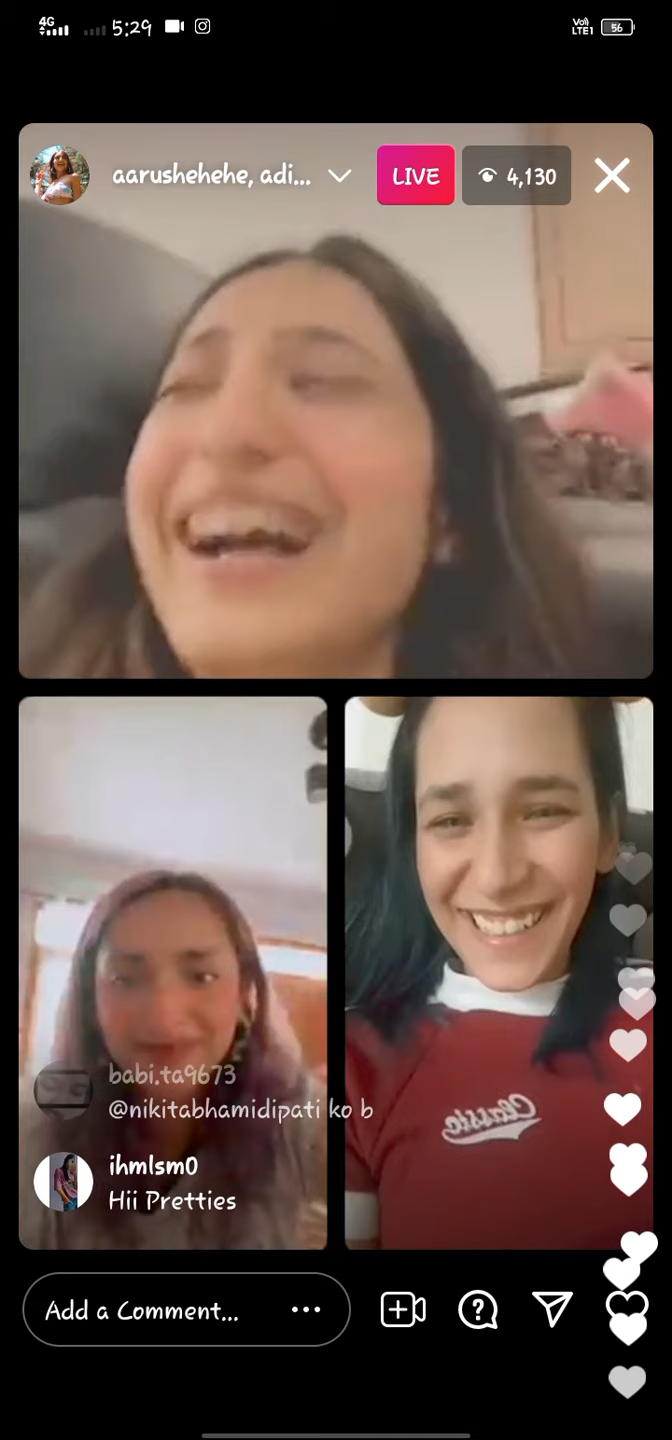 4G 5:29 Vo)) LTE1 56
aarushehehe, adi... LIVE 4,130
babi.ta9673
@nikitabhamidipati ko b
ihmlsm0
Hii Pretties
Classic
Add a Comment...